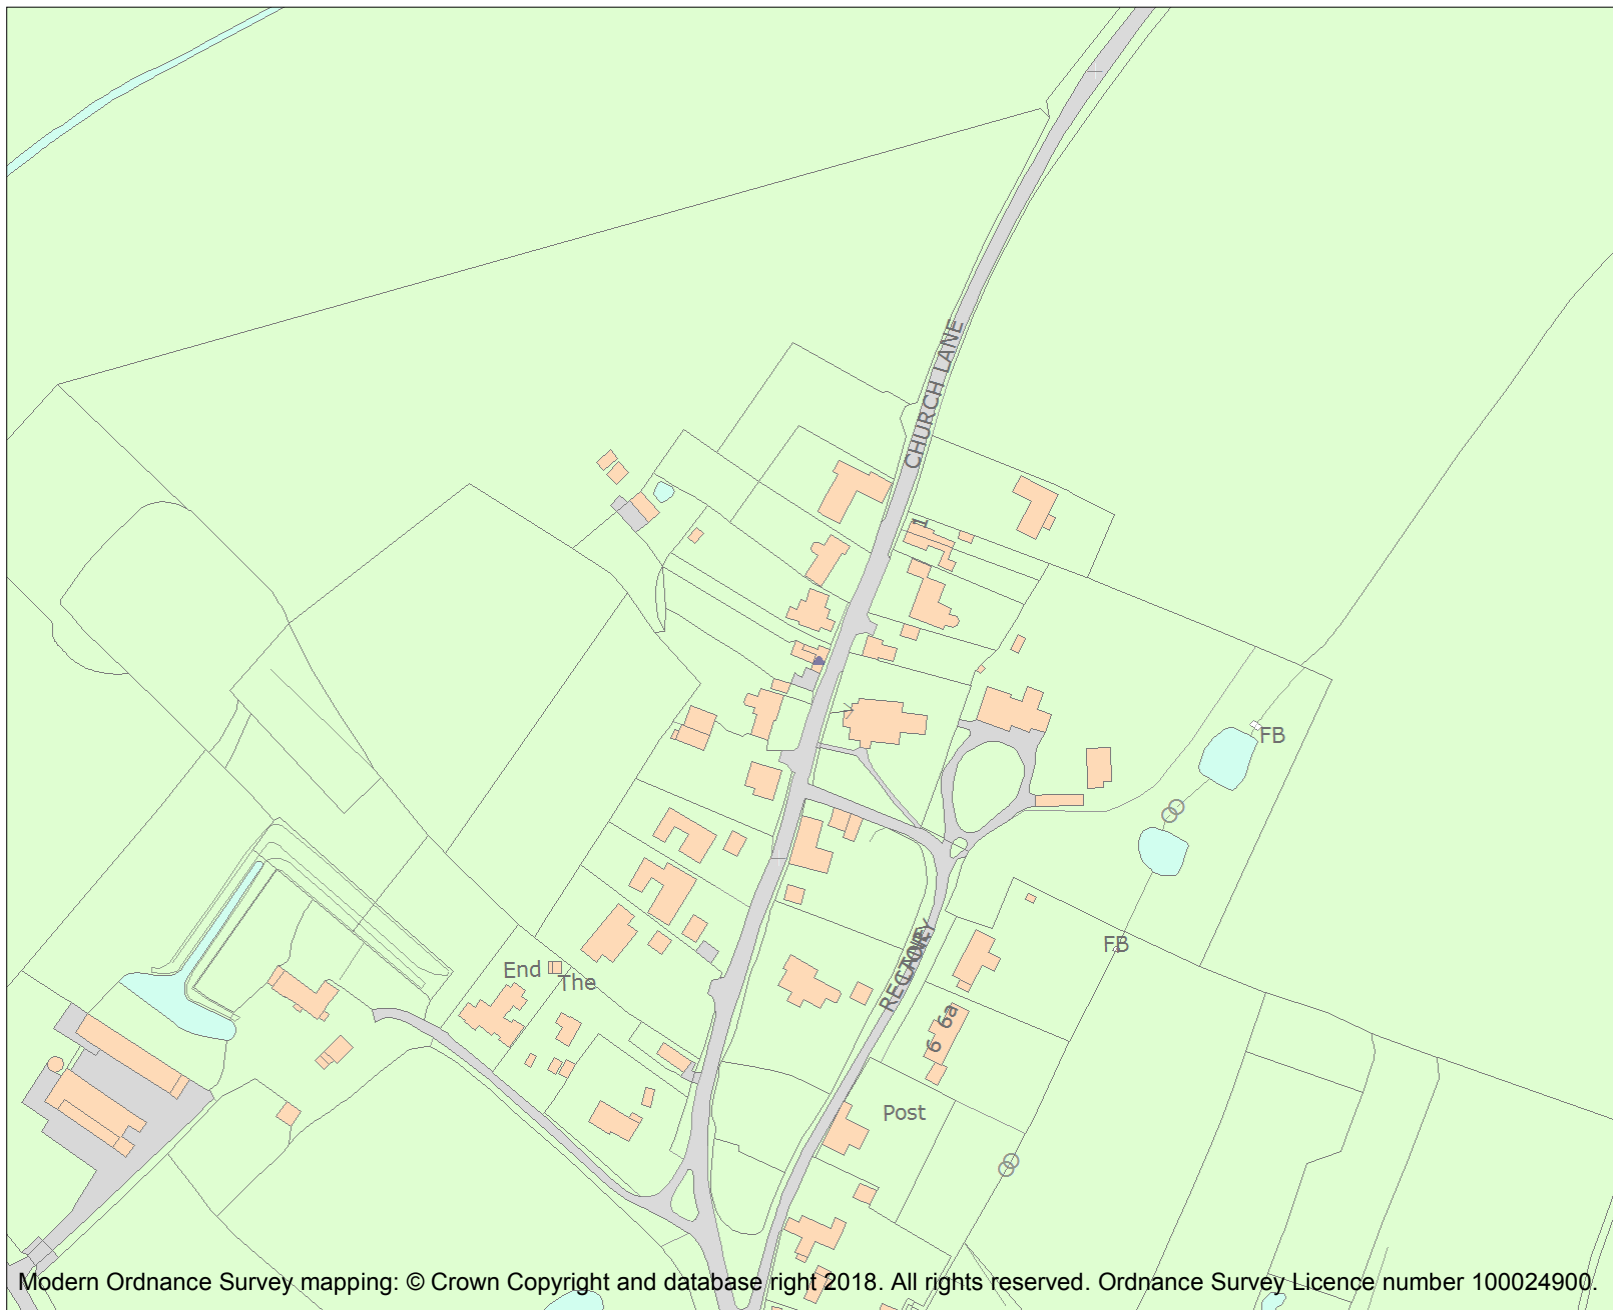 CHURCH LANE
1
FB
FB
End
The
6 6a
Post
Modern Ordnance Survey mapping: © Crown Copyright and database right 2018. All rights reserved. Ordnance Survey Licence number 100024900.